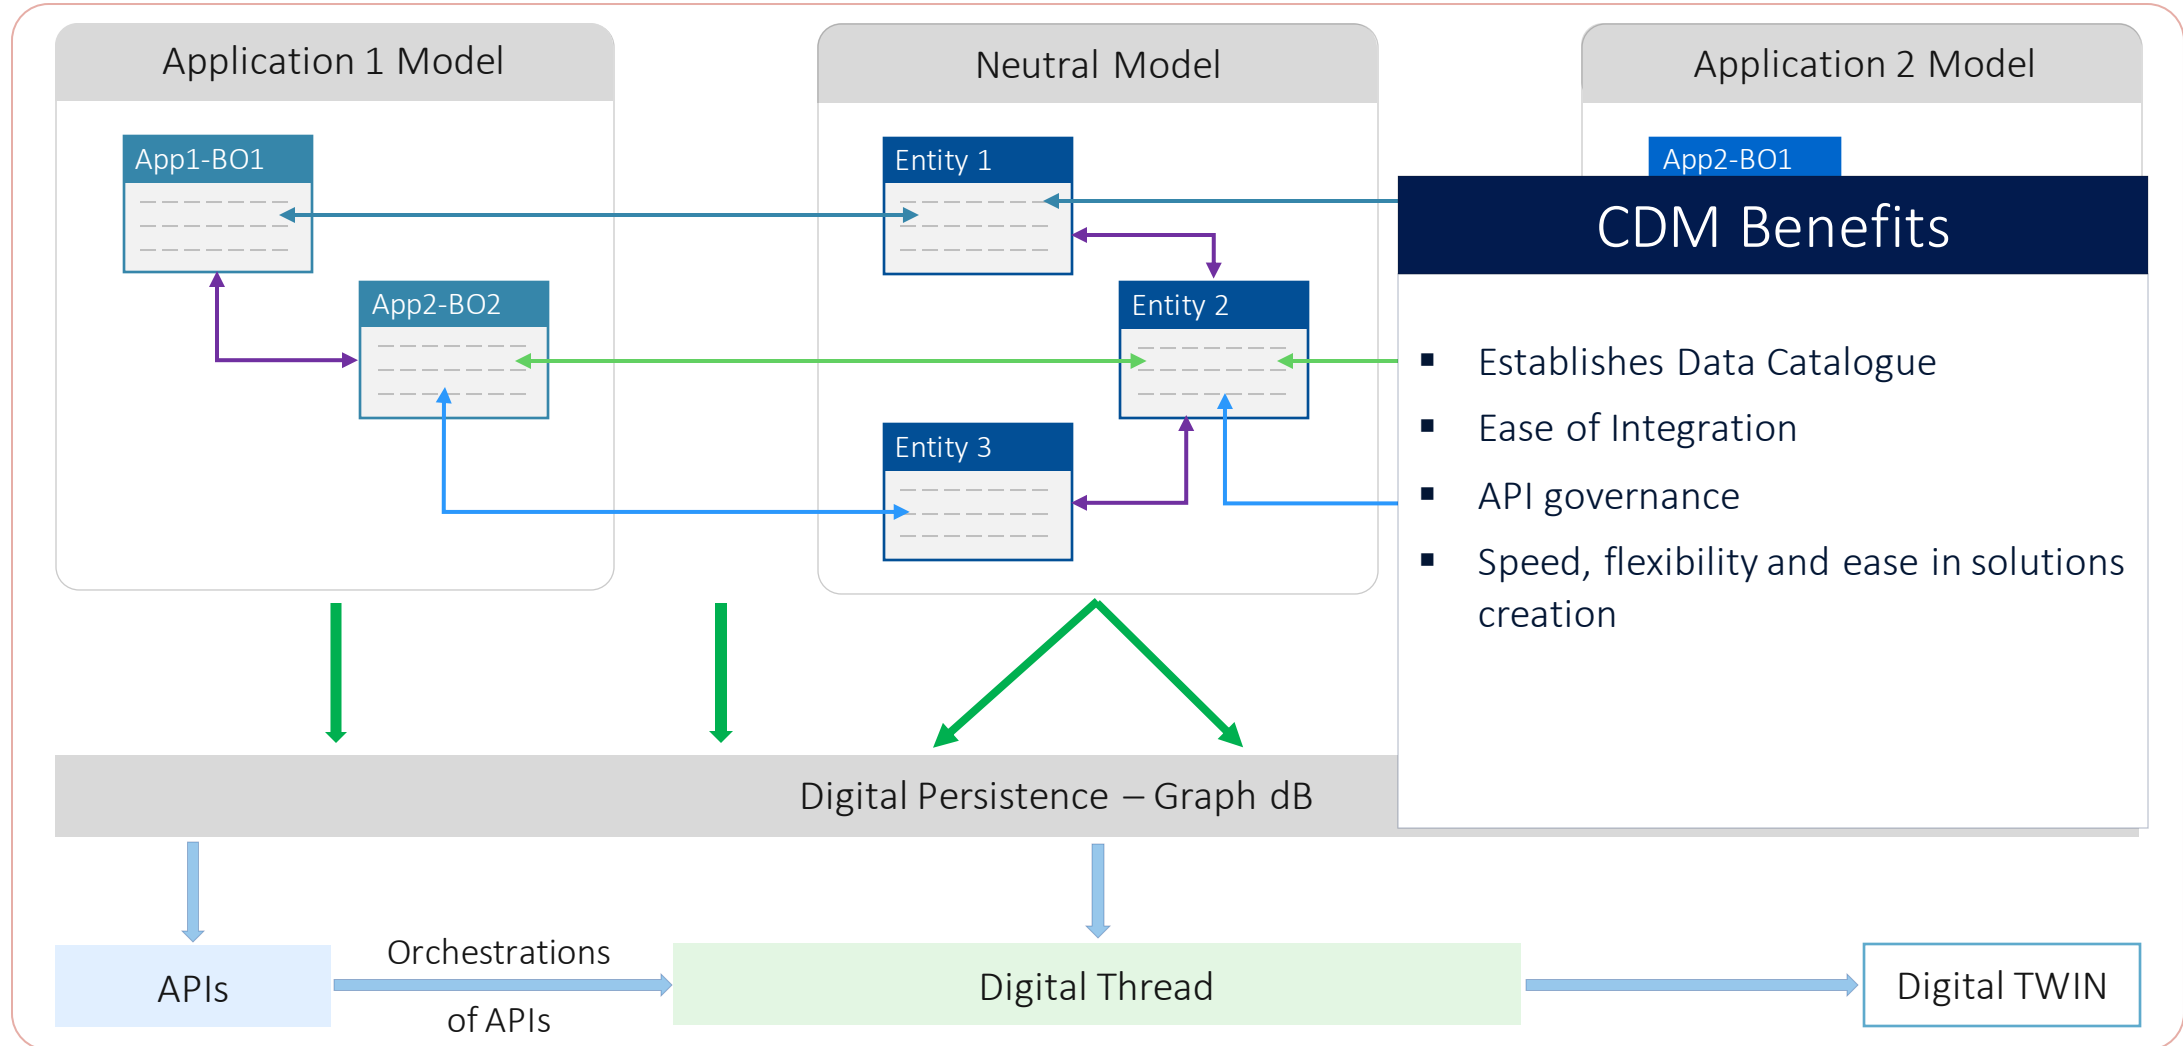 Application 1 Model
Neutral Model
Application 2 Model
App1-BO1
Entity 1
App2-BO1
CDM Benefits
App2-BO2
Entity 2
Entity 3
▪ Establishes Data Catalogue
▪ Ease of Integration
▪ API governance
▪ Speed, flexibility and ease in solutions
creation
Digital Persistence – Graph dB
APIs
Orchestrations
of APIs
Digital Thread
Digital TWIN